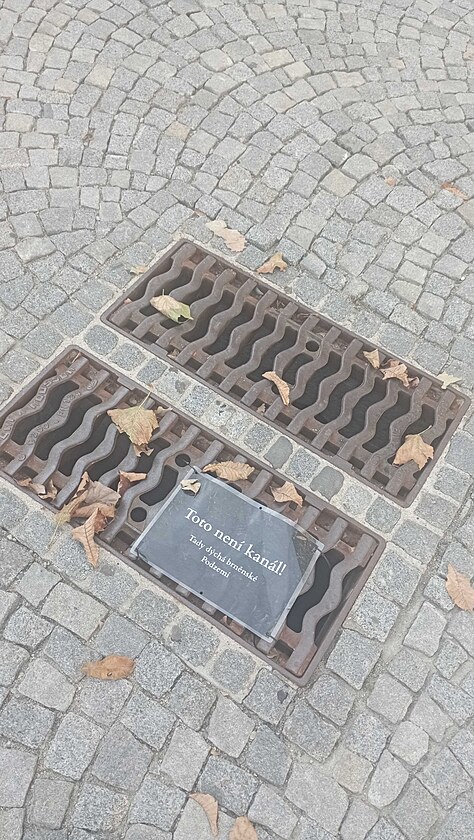 Toto není kanál!
Tady dýchá brněnské
Podzemí